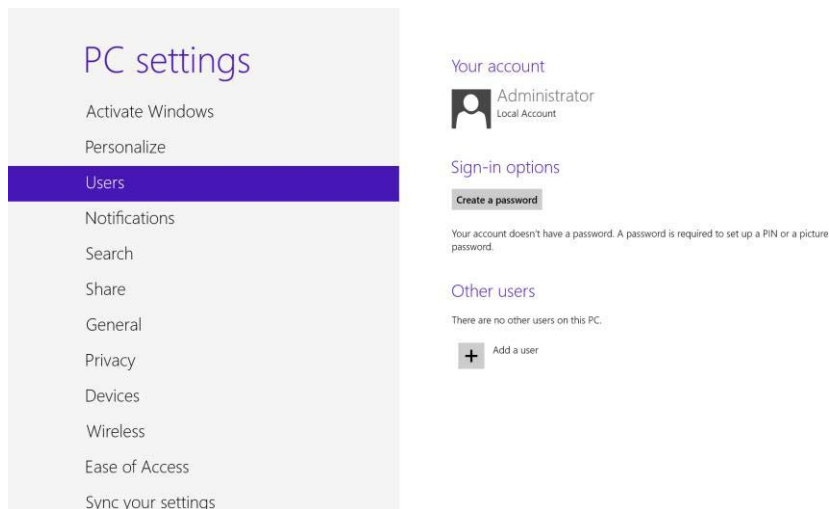 PC settings
Activate Windows
Personalize
Users
Notifications
Search
Share
General
Privacy
Devices
Wireless
Ease of Access
Sync your settings
Your account
Administrator
Local Account
Sign-in options
Create a password
Your account doesn't have a password. A password is required to set up a PIN or a picture
password.
Other users
There are no other users on this PC.
+ Add a user